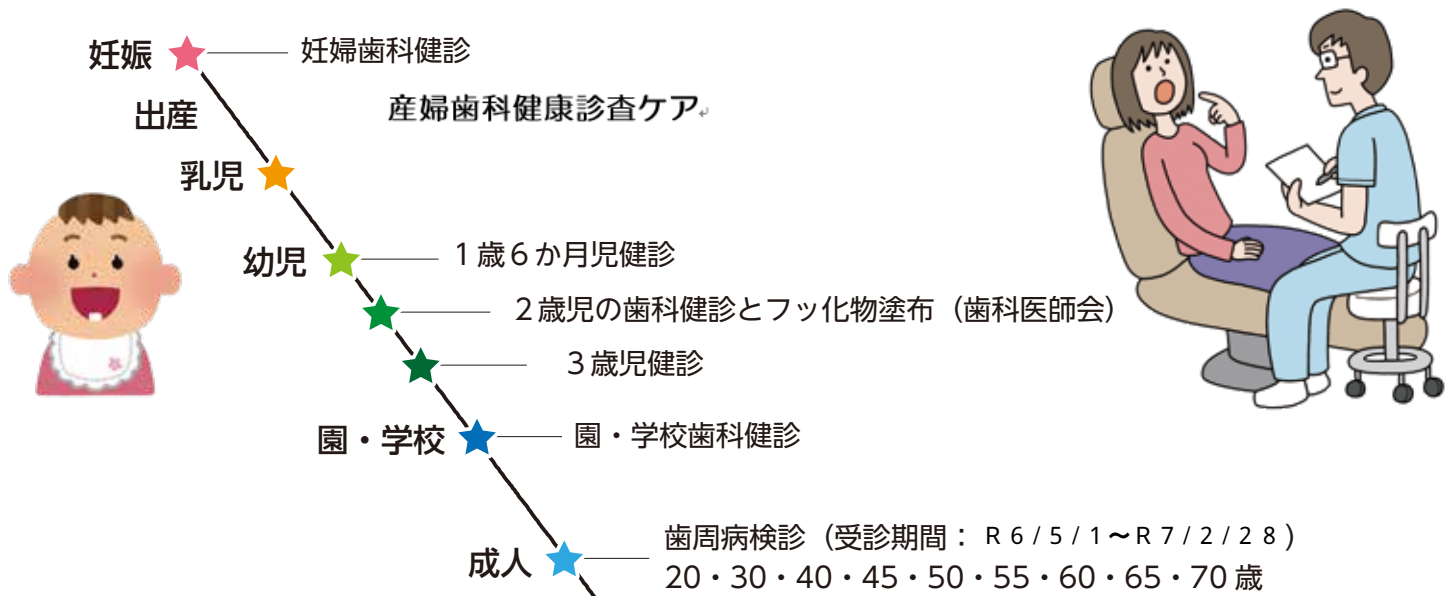 妊娠 妊婦歯科健診
出産 産婦歯科健康診査ケア
乳児
幼児 1歳6か月児健診
2歳児の歯科健診とフッ化物塗布（歯科医師会）
3歳児健診
園・学校 園・学校歯科健診
成人 歯周病検診（受診期間：R6/5/1～R7/2/28）
20・30・40・45・50・55・60・65・70歳